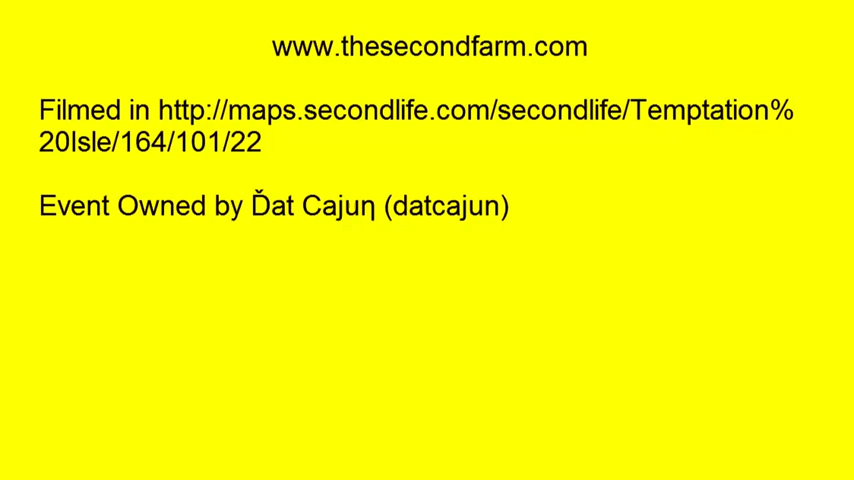 www.thesecondfarm.com
Filmed in http://maps.secondlife.com/secondlife/Temptation%
20Isle/164/101/22
Event Owned by Ďat Cajuη (datcajun)